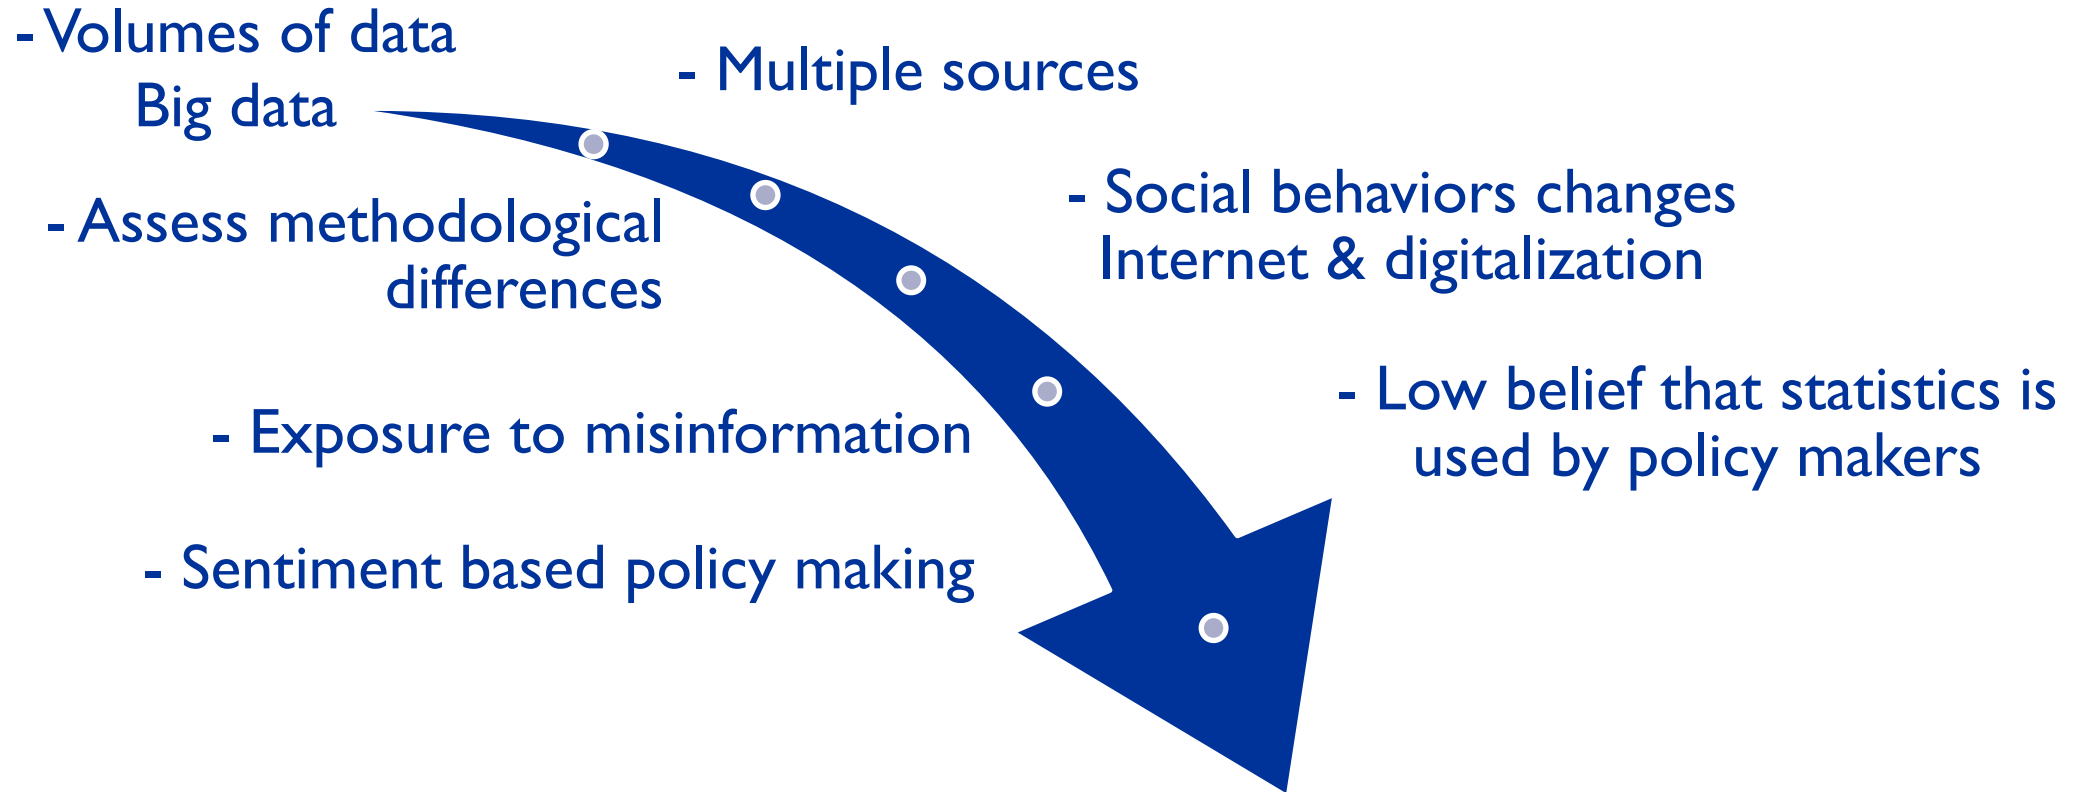 - Volumes of data
Big data
- Multiple sources
- Assess methodological
differences
- Social behaviors changes
Internet & digitalization
- Exposure to misinformation
- Low belief that statistics is
used by policy makers
- Sentiment based policy making